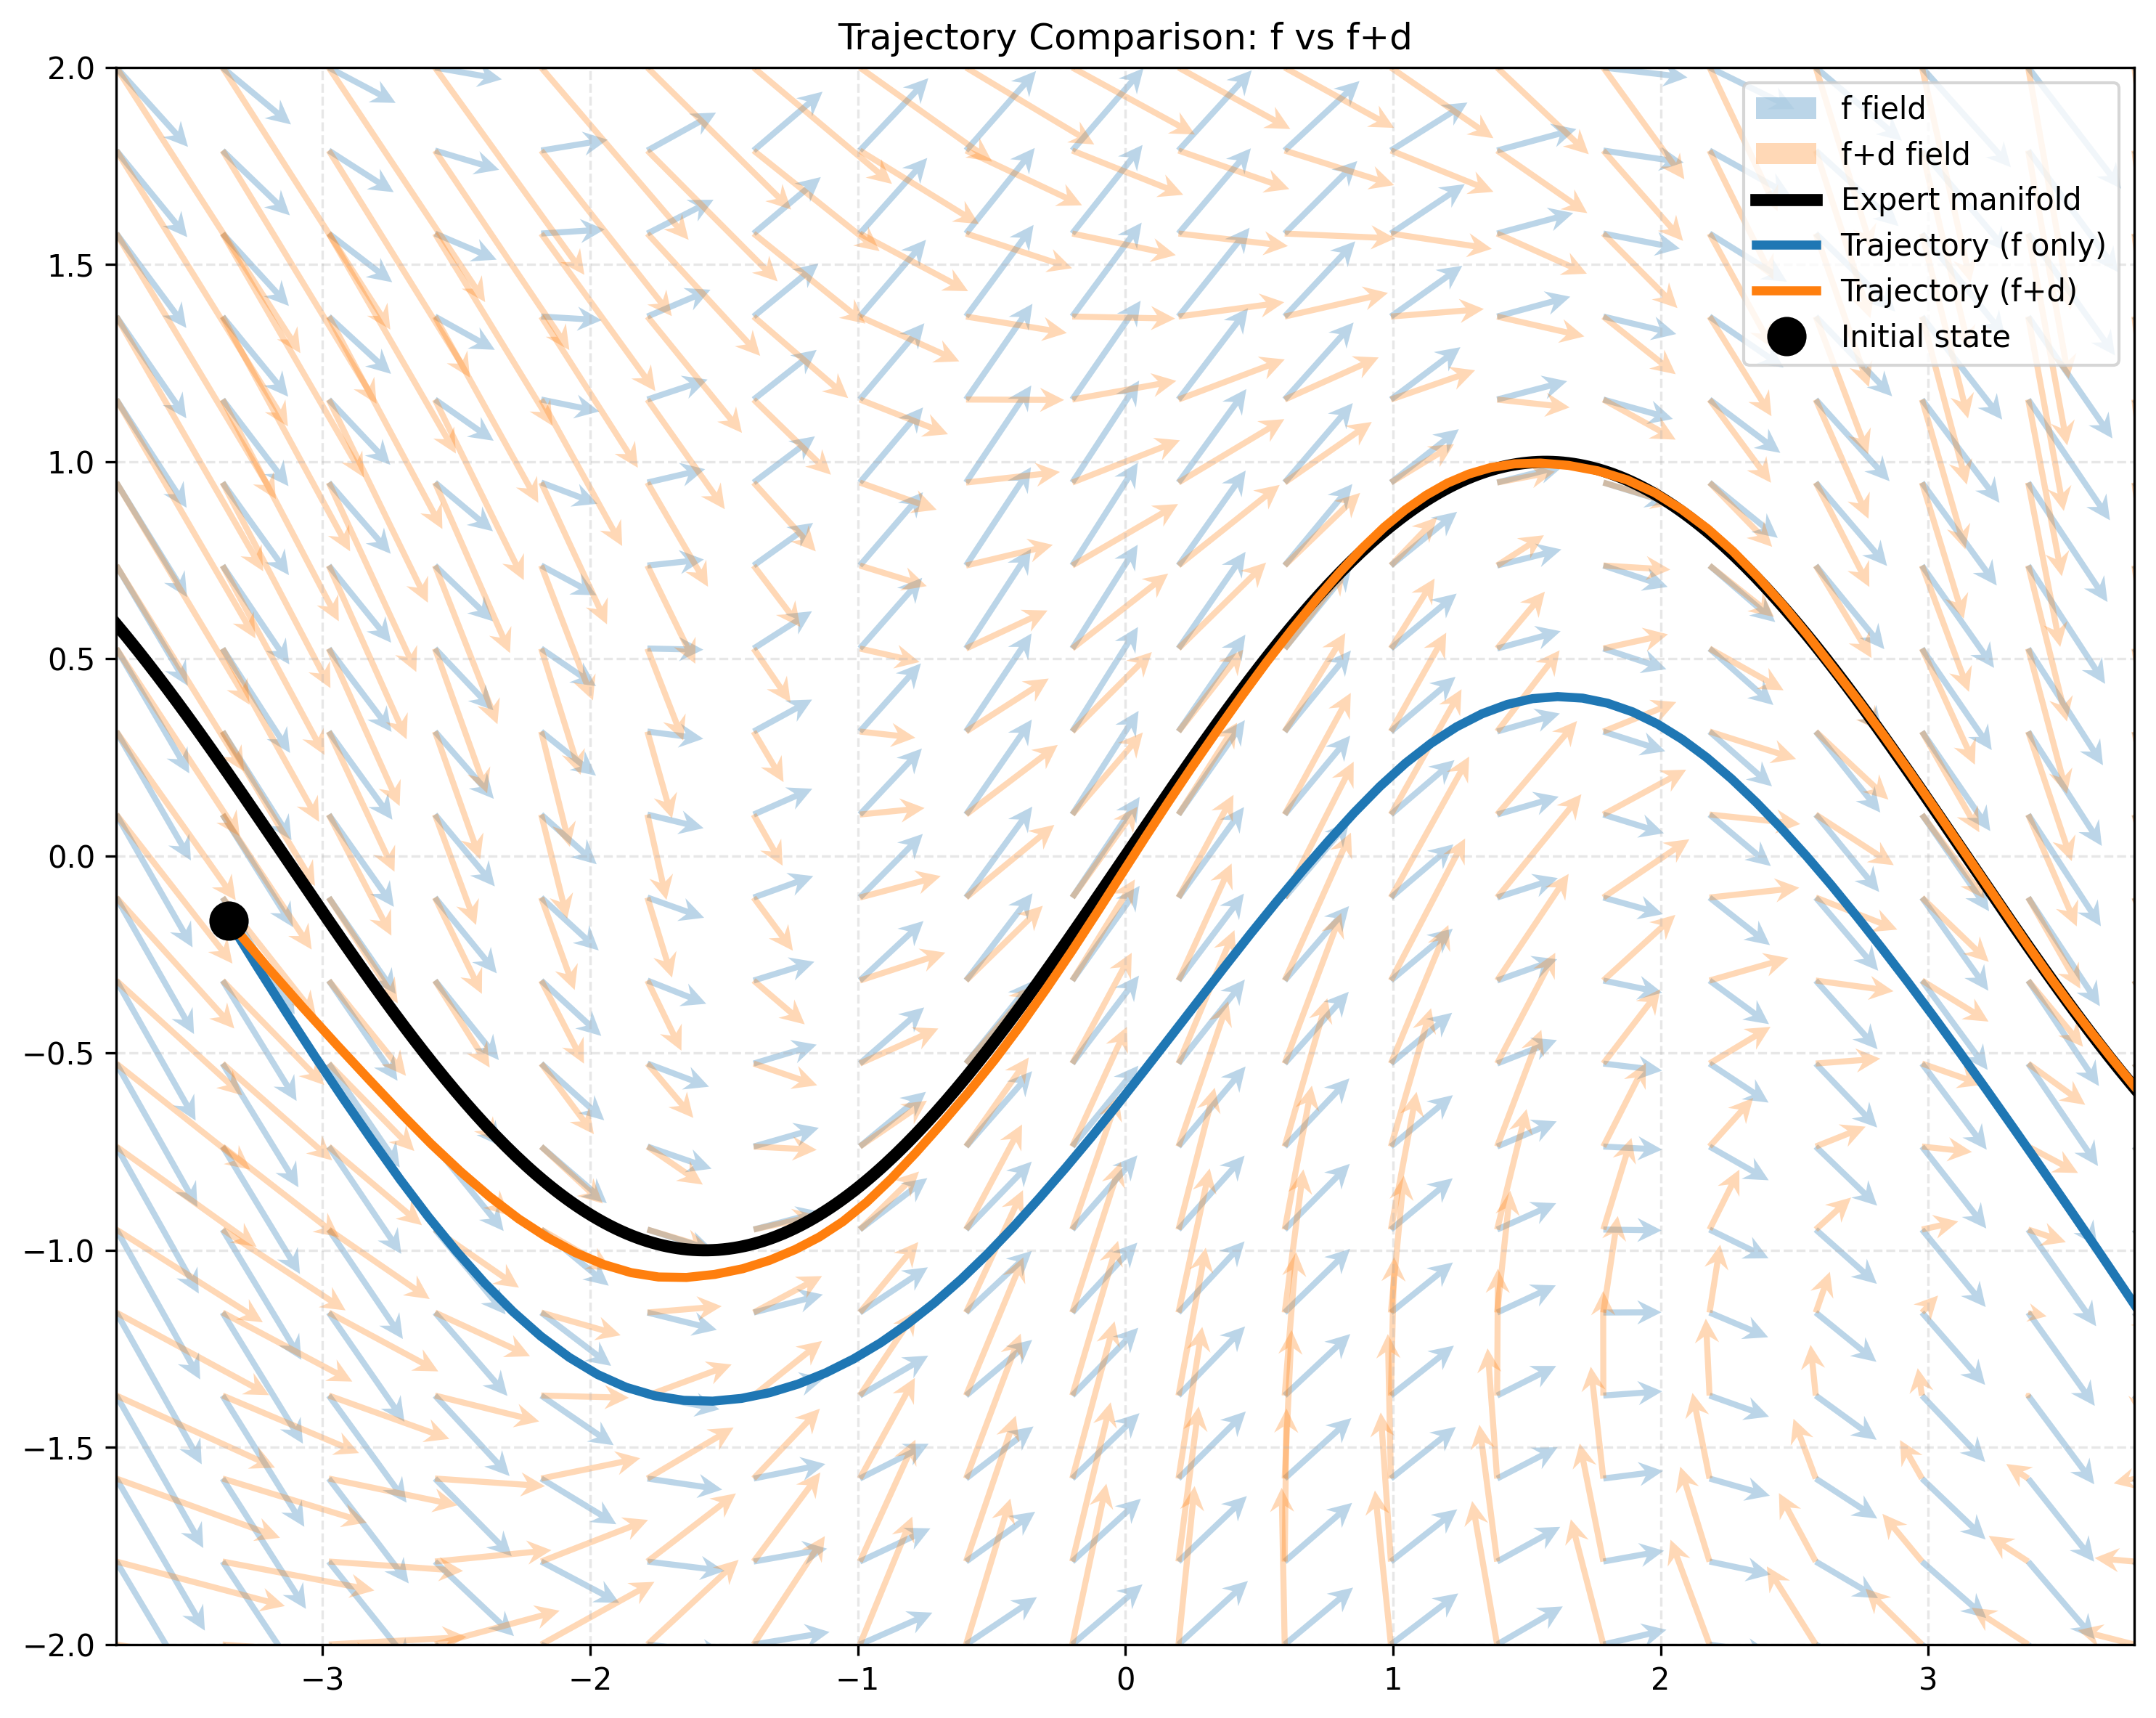 Trajectory Comparison: f vs f+d
2.0
1.5
1.0
0.5
0.0
−0.5
−1.0
−1.5
−2.0
−3
−2
−1
0
1
2
3
f field
f+d field
Expert manifold
Trajectory (f only)
Trajectory (f+d)
Initial state